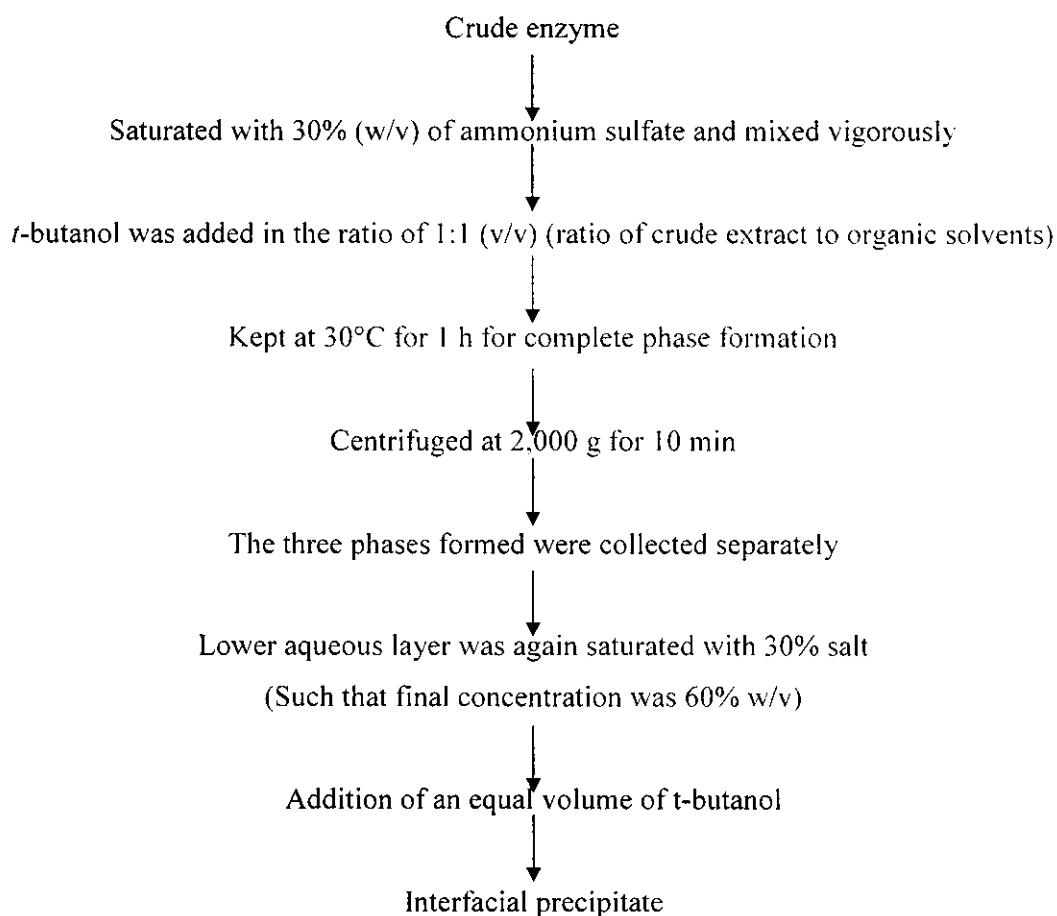 Crude enzyme
Saturated with 30% (w/v) of ammonium sulfate and mixed vigorously
t-butanol was added in the ratio of 1:1 (v/v) (ratio of crude extract to organic solvents)
Kept at 30°C for 1 h for complete phase formation
Centrifuged at 2,000 g for 10 min
The three phases formed were collected separately
Lower aqueous layer was again saturated with 30% salt
(Such that final concentration was 60% w/v)
Addition of an equal volume of t-butanol
Interfacial precipitate